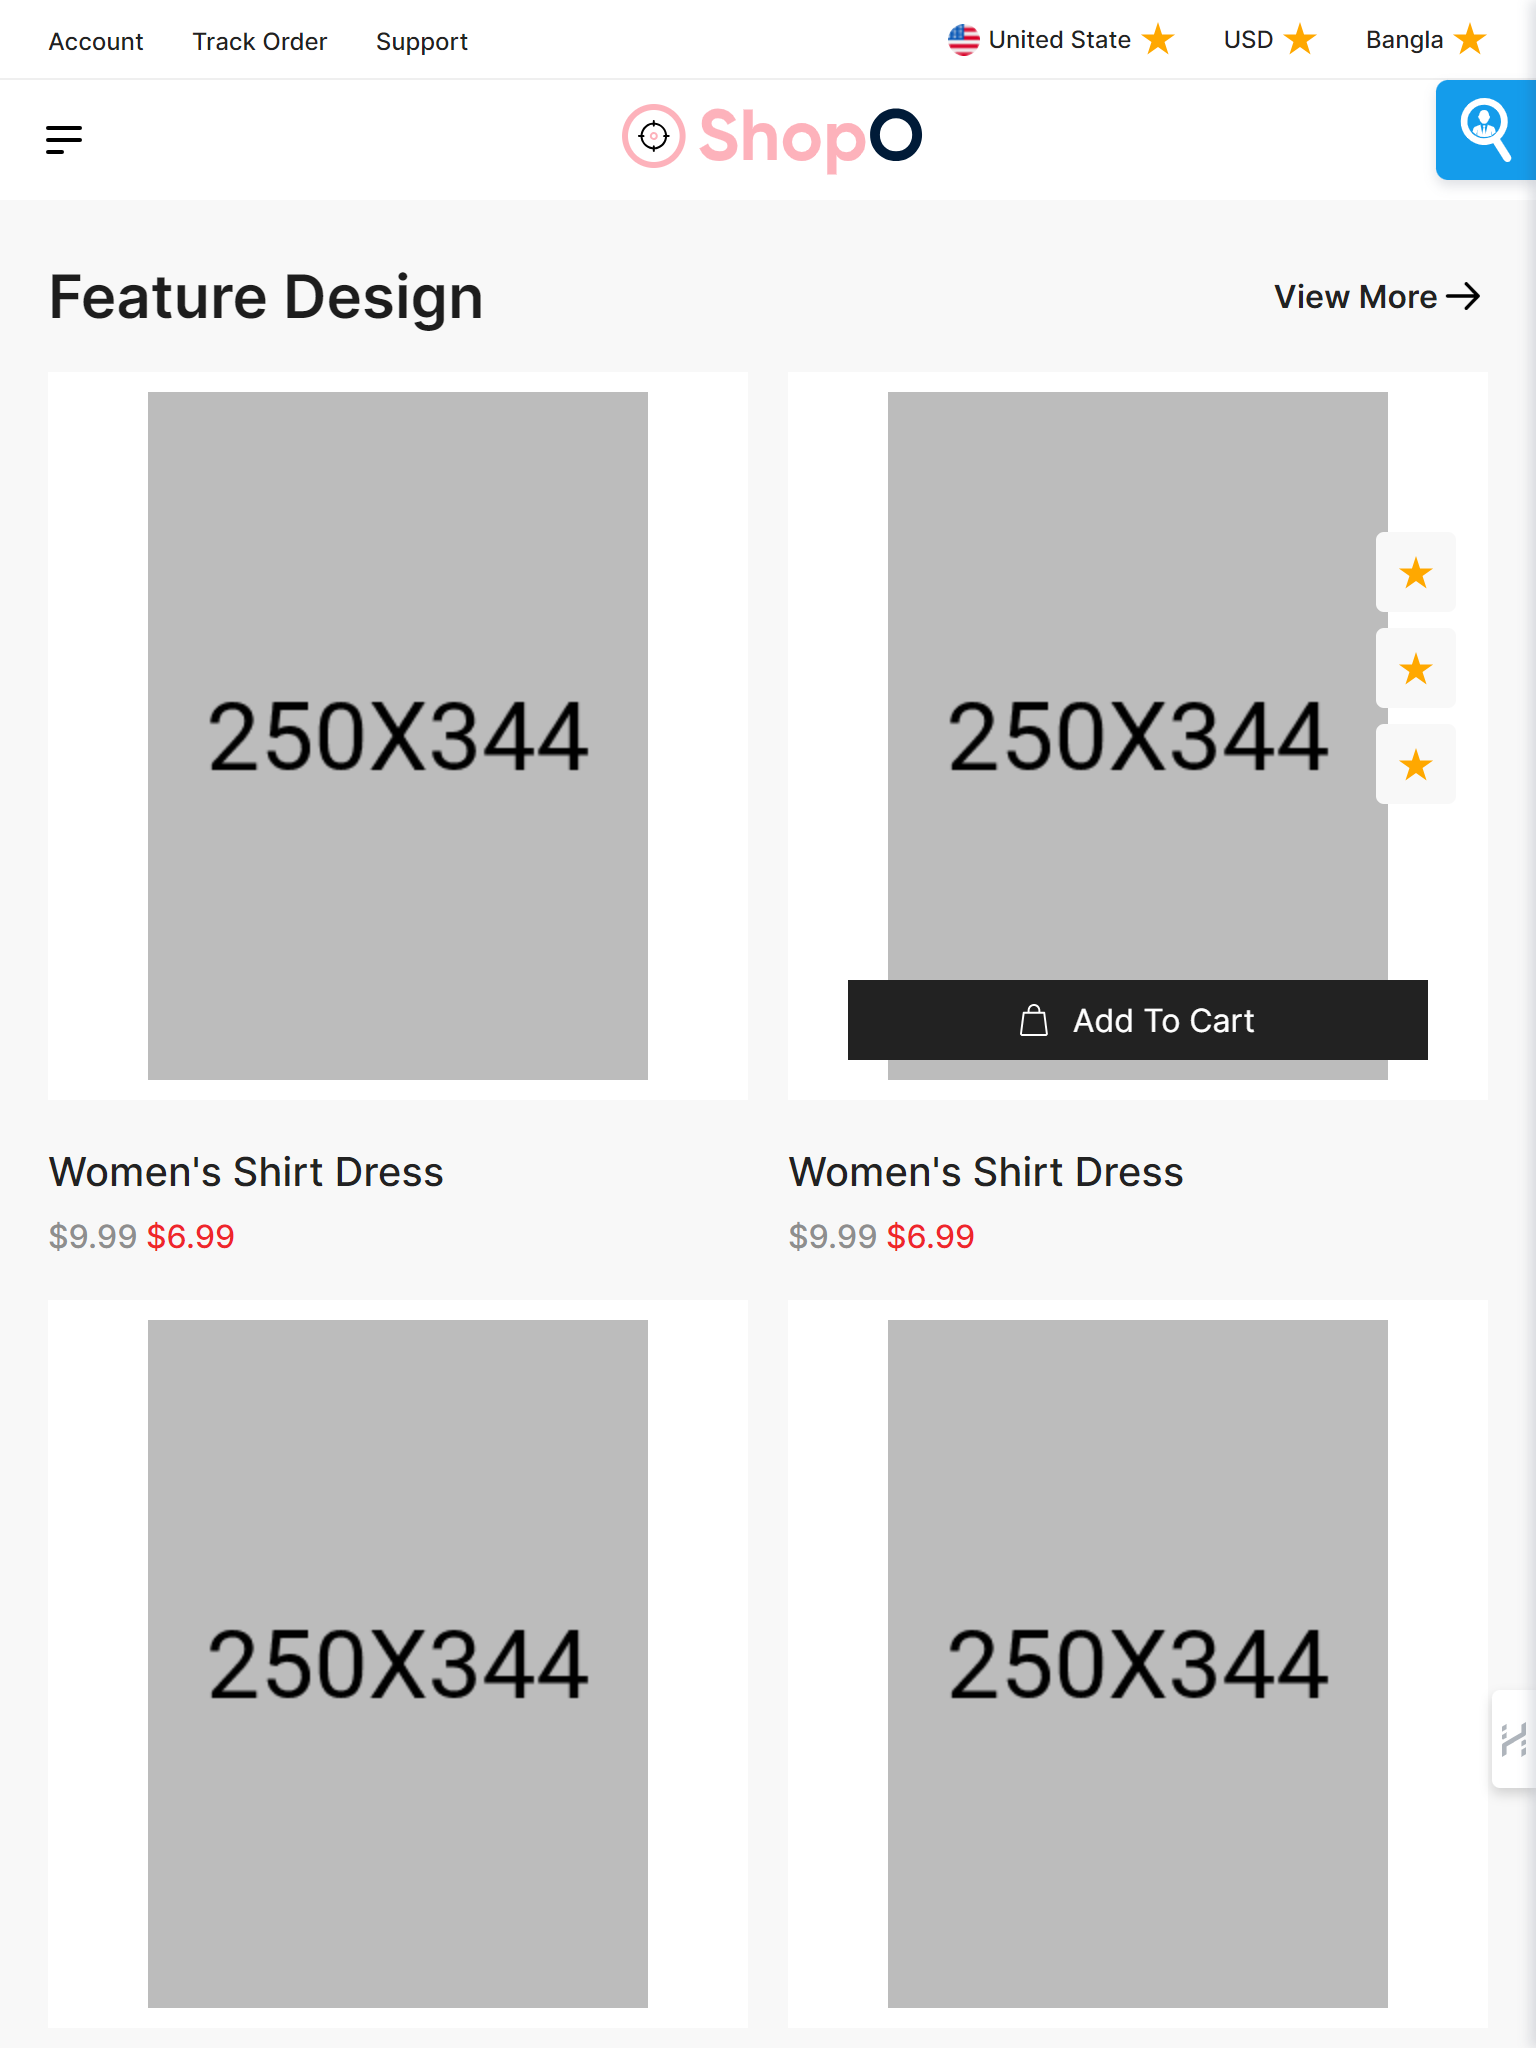 Account Track Order Support United State USD Bangla
ShopO
Feature Design
View More
250X344
250X344
Add To Cart
Women's Shirt Dress
$9.99 $6.99
Women's Shirt Dress
$9.99 $6.99
250X344
250X344